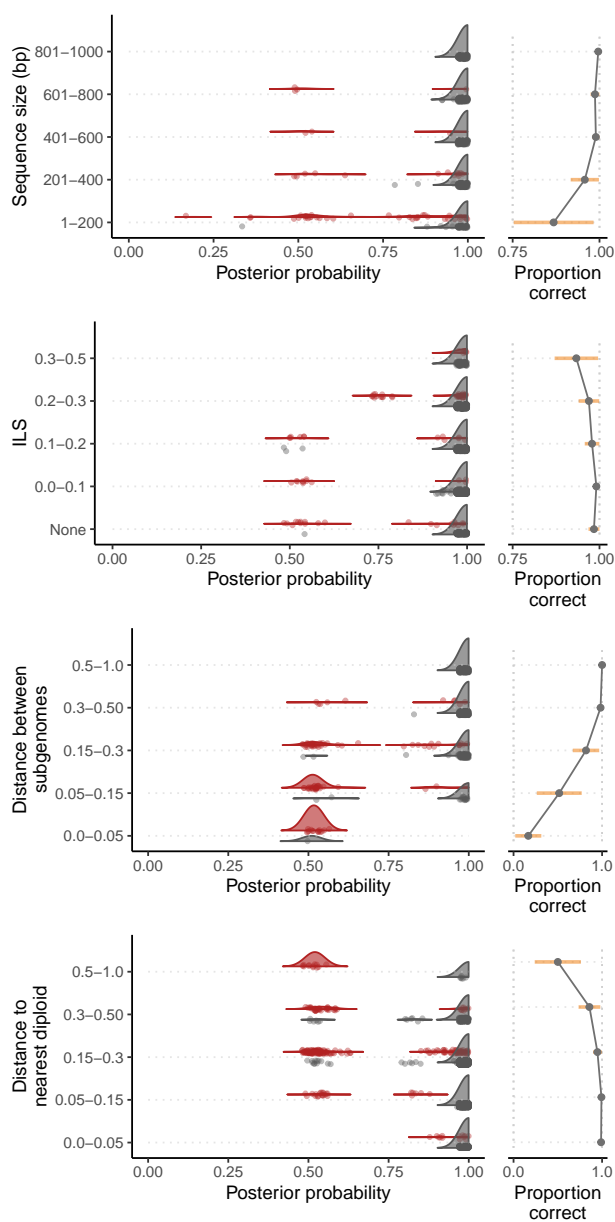 Sequence size (bp)
801−1000
601−800
401−600
201−400
1−200
0.00 0.25 0.50 0.75 1.00
Posterior probability
0.75 1.00
Proportion
correct
ILS
0.3−0.5
0.2−0.3
0.1−0.2
0.0−0.1
None
0.00 0.25 0.50 0.75 1.00
Posterior probability
0.75 1.00
Proportion
correct
Distance between
subgenomes
0.5−1.0
0.3−0.50
0.15−0.3
0.05−0.15
0.0−0.05
0.00 0.25 0.50 0.75 1.00
Posterior probability
0.0 1.0
Proportion
correct
Distance to
nearest diploid
0.5−1.0
0.3−0.50
0.15−0.3
0.05−0.15
0.0−0.05
0.00 0.25 0.50 0.75 1.00
Posterior probability
0.0 1.0
Proportion
correct